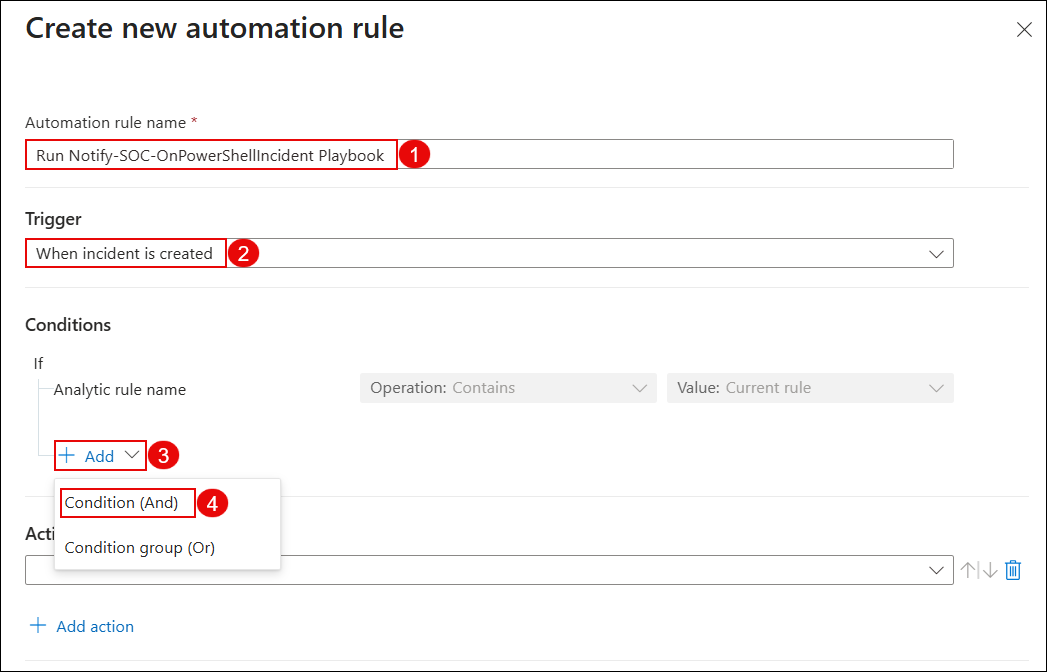 Create new automation rule
Automation rule name *
Run Notify-SOC-OnPowerShellIncident Playbook 1
Trigger
When incident is created 2
Conditions
If
Analytic rule name Operation: Contains Value: Current rule
Add 3
Condition (And) 4
Acti
Condition group (Or)
Add action